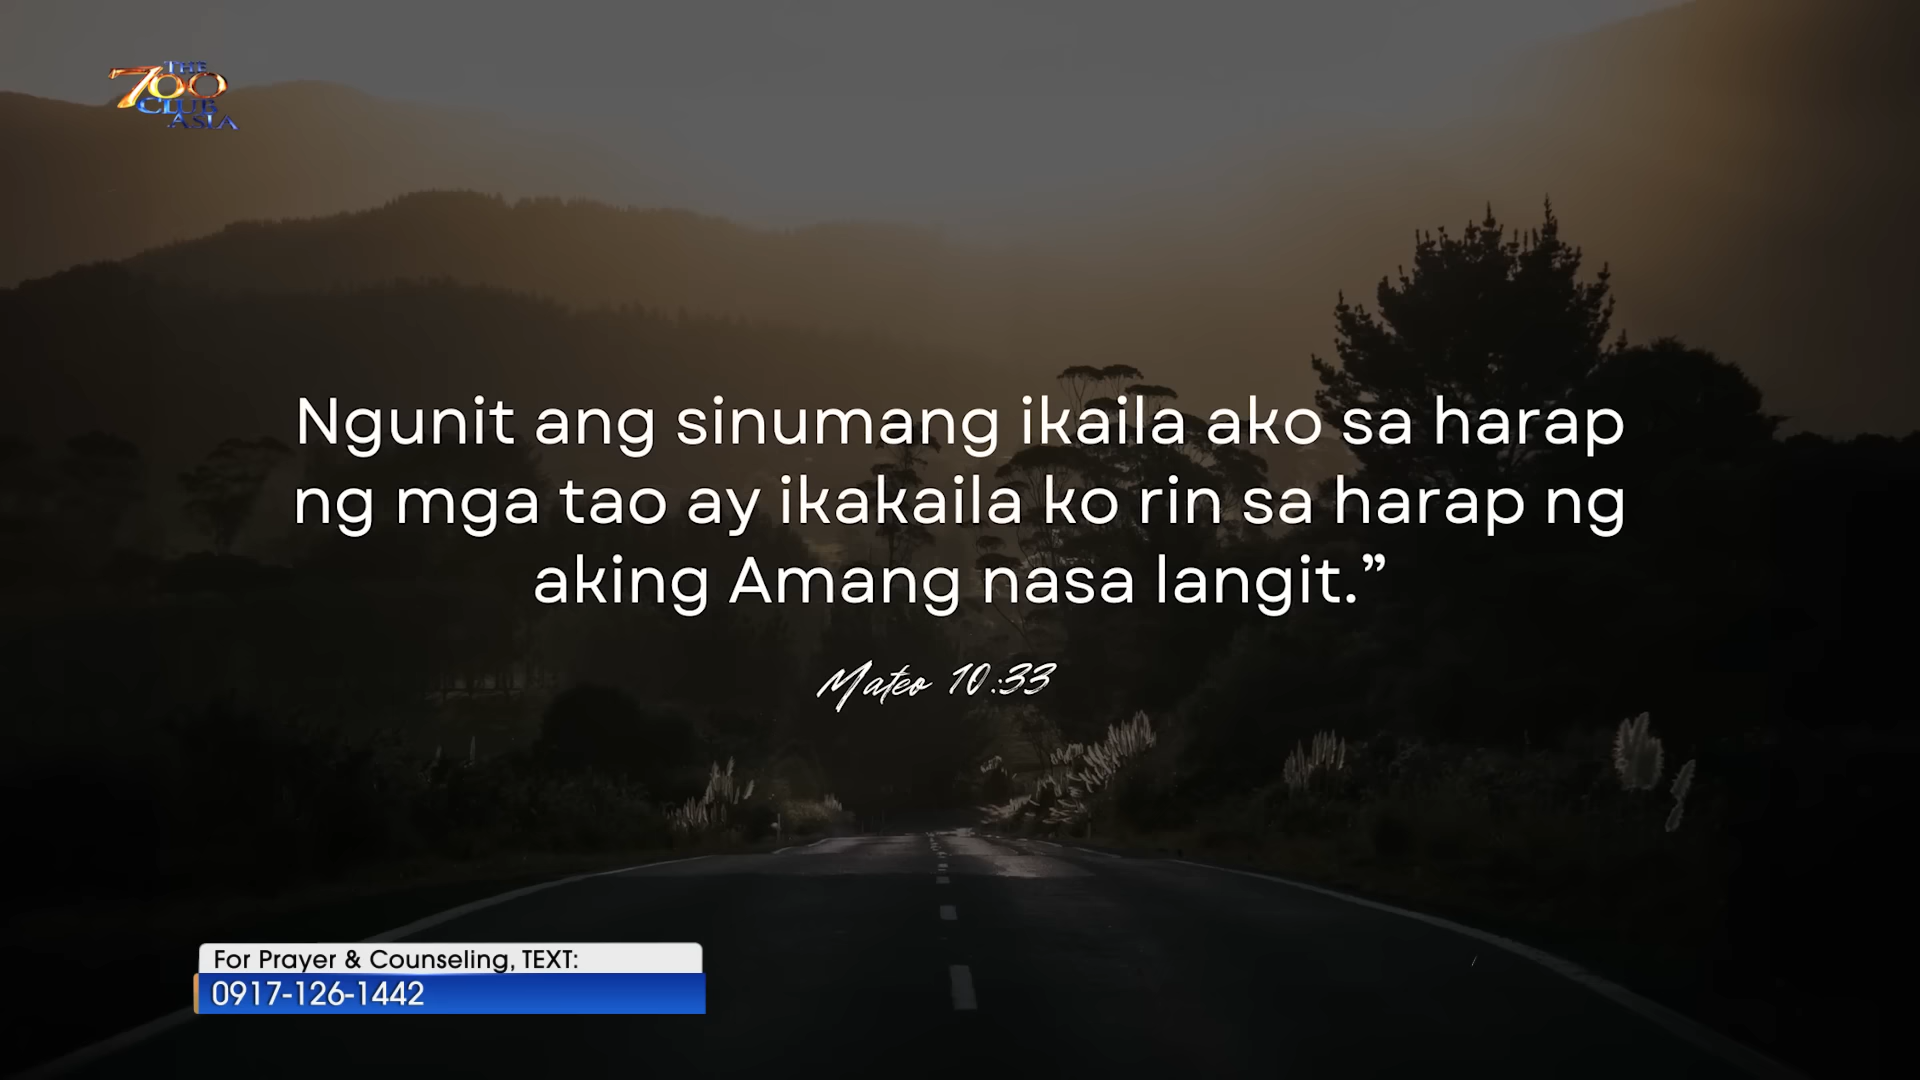 THE
700
CLUB
ASIA
Ngunit ang sinumang ikaila ako sa harap
ng mga tao ay ikakaila ko rin sa harap ng
aking Amang nasa langit.”
Mateo 10:33
For Prayer & Counseling, TEXT:
0917-126-1442